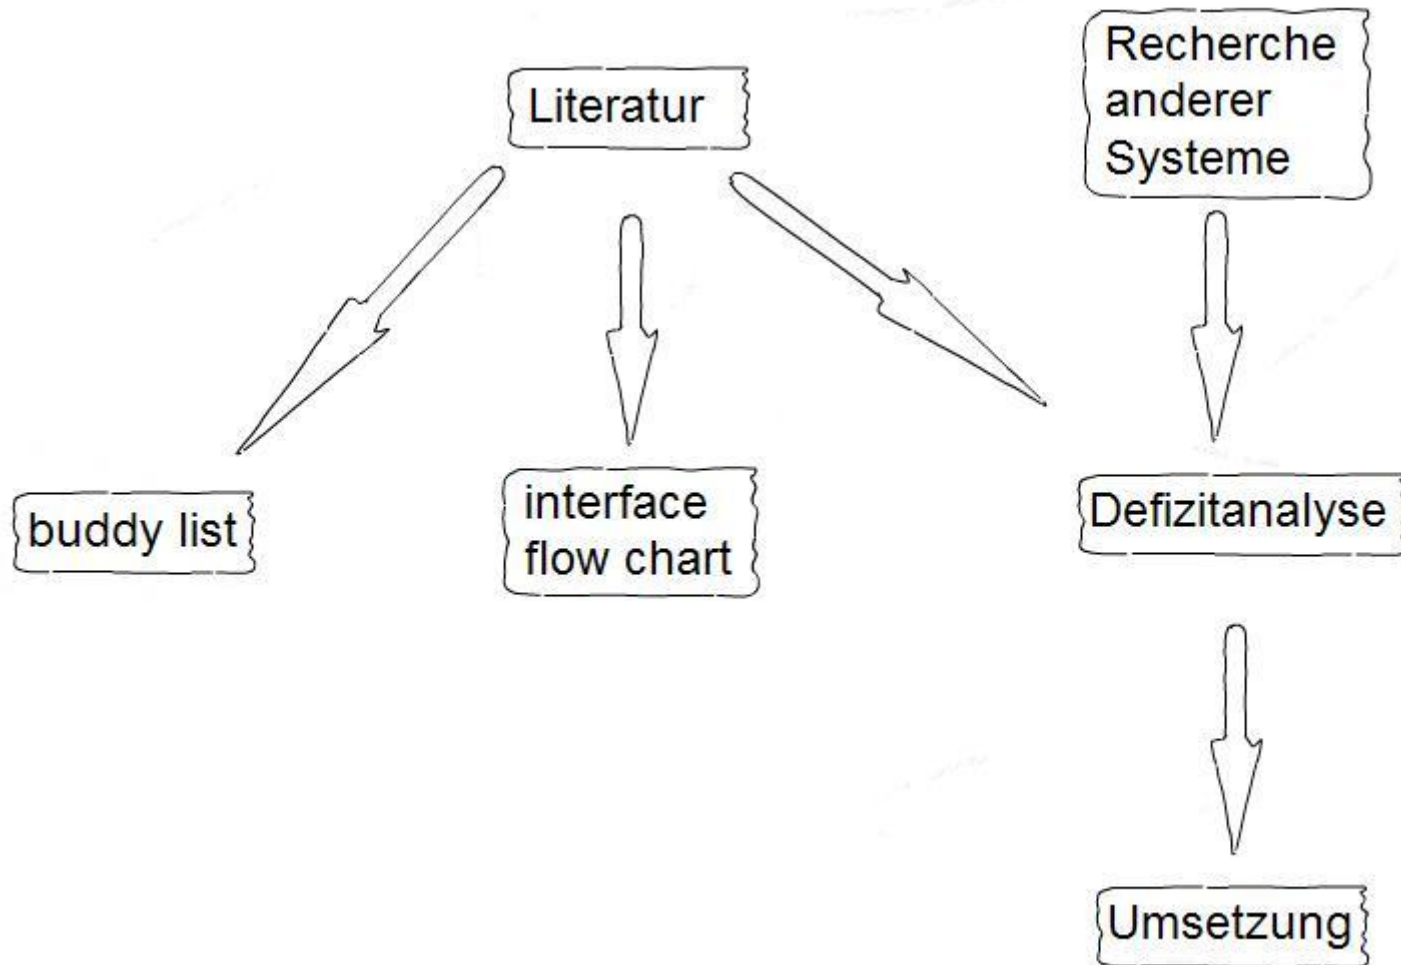 Literatur
Recherche
anderer
Systeme
buddy list
interface
flow chart
Defizitanalyse
Umsetzung